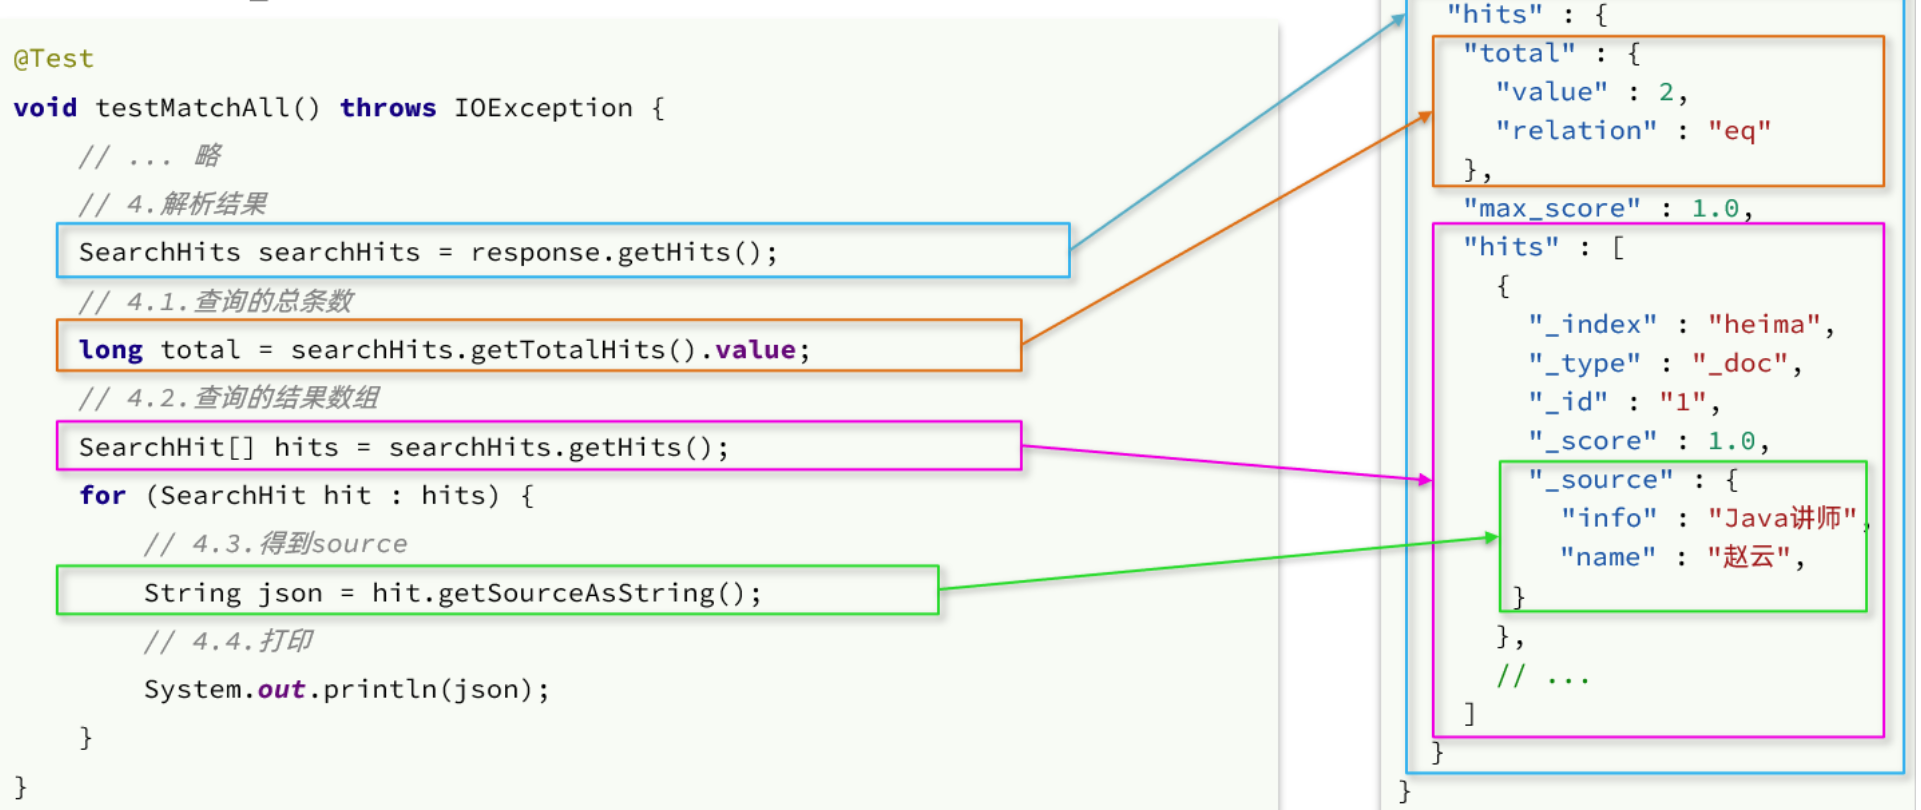 @Test
void testMatchAll() throws IOException {
// ... 略
// 4.解析结果
SearchHits searchHits = response.getHits();
// 4.1.查询的总条数
long total = searchHits.getTotalHits().value;
// 4.2.查询的结果数组
SearchHit[] hits = searchHits.getHits();
for (SearchHit hit : hits) {
// 4.3.得到source
String json = hit.getSourceAsString();
// 4.4.打印
System.out.println(json);
}
}
"hits" : {
"total" : {
"value" : 2,
"relation" : "eq"
},
"max_score" : 1.0,
"hits" : [
{
"_index" : "heima",
"_type" : "_doc",
"_id" : "1",
"_score" : 1.0,
"_source" : {
"info" : "Java讲师",
"name" : "赵云",
}
},
// ...
]
}
}